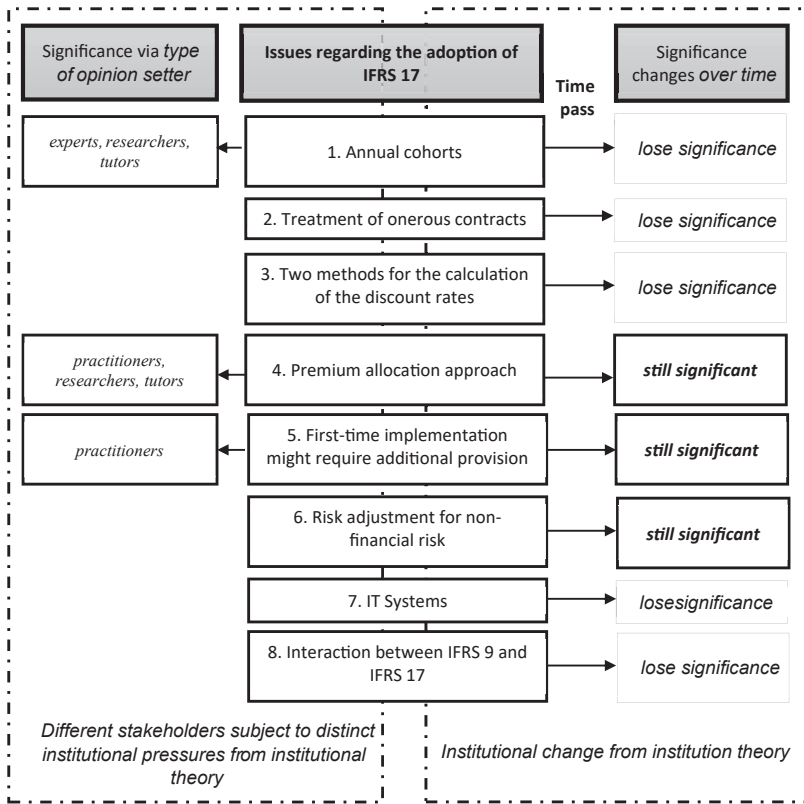 Significance via type
of opinion setter
Issues regarding the adoption of
IFRS 17
Time
pass
Significance
changes over time
experts, researchers,
tutors
1. Annual cohorts
lose significance
2. Treatment of onerous contracts
lose significance
3. Two methods for the calculation
of the discount rates
lose significance
practitioners,
researchers, tutors
4. Premium allocation approach
still significant
practitioners
5. First-time implementation
might require additional provision
still significant
6. Risk adjustment for non-
financial risk
still significant
7. IT Systems
losesignificance
8. Interaction between IFRS 9 and
IFRS 17
lose significance
Different stakeholders subject to distinct
institutional pressures from institutional
theory
Institutional change from institution theory